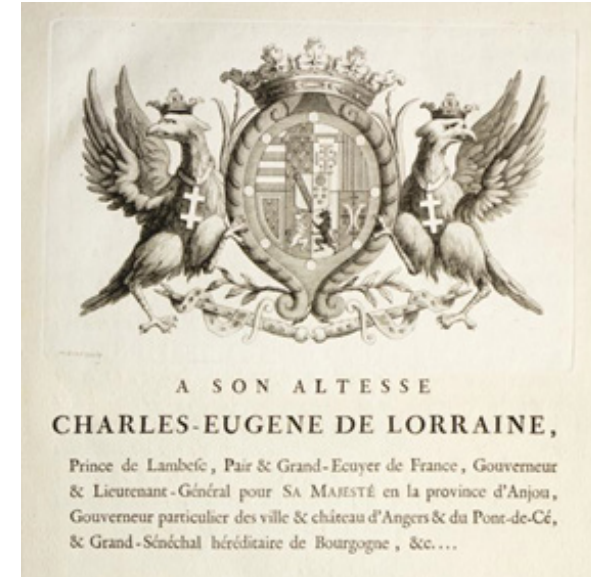 A SON ALTESSE
CHARLES-EUGENE DE LORRAINE,
Prince de Lambesc, Pair & Grand-Ecuyer de France, Gouverneur
& Lieutenant-Général pour SA MAJESTÉ en la province d'Anjou,
Gouverneur particulier des ville & château d'Angers & du Pont-de-Cé,
& Grand-Sénéchal héréditaire de Bourgogne, &c....